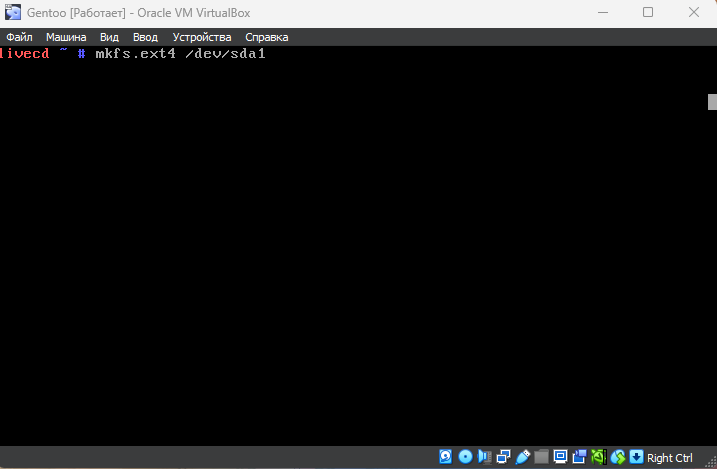 Gentoo [Работает] - Oracle VM VirtualBox
Файл Машина Вид Ввод Устройства Справка
livecd ~ # mkfs.ext4 /dev/sda1
Right Ctrl